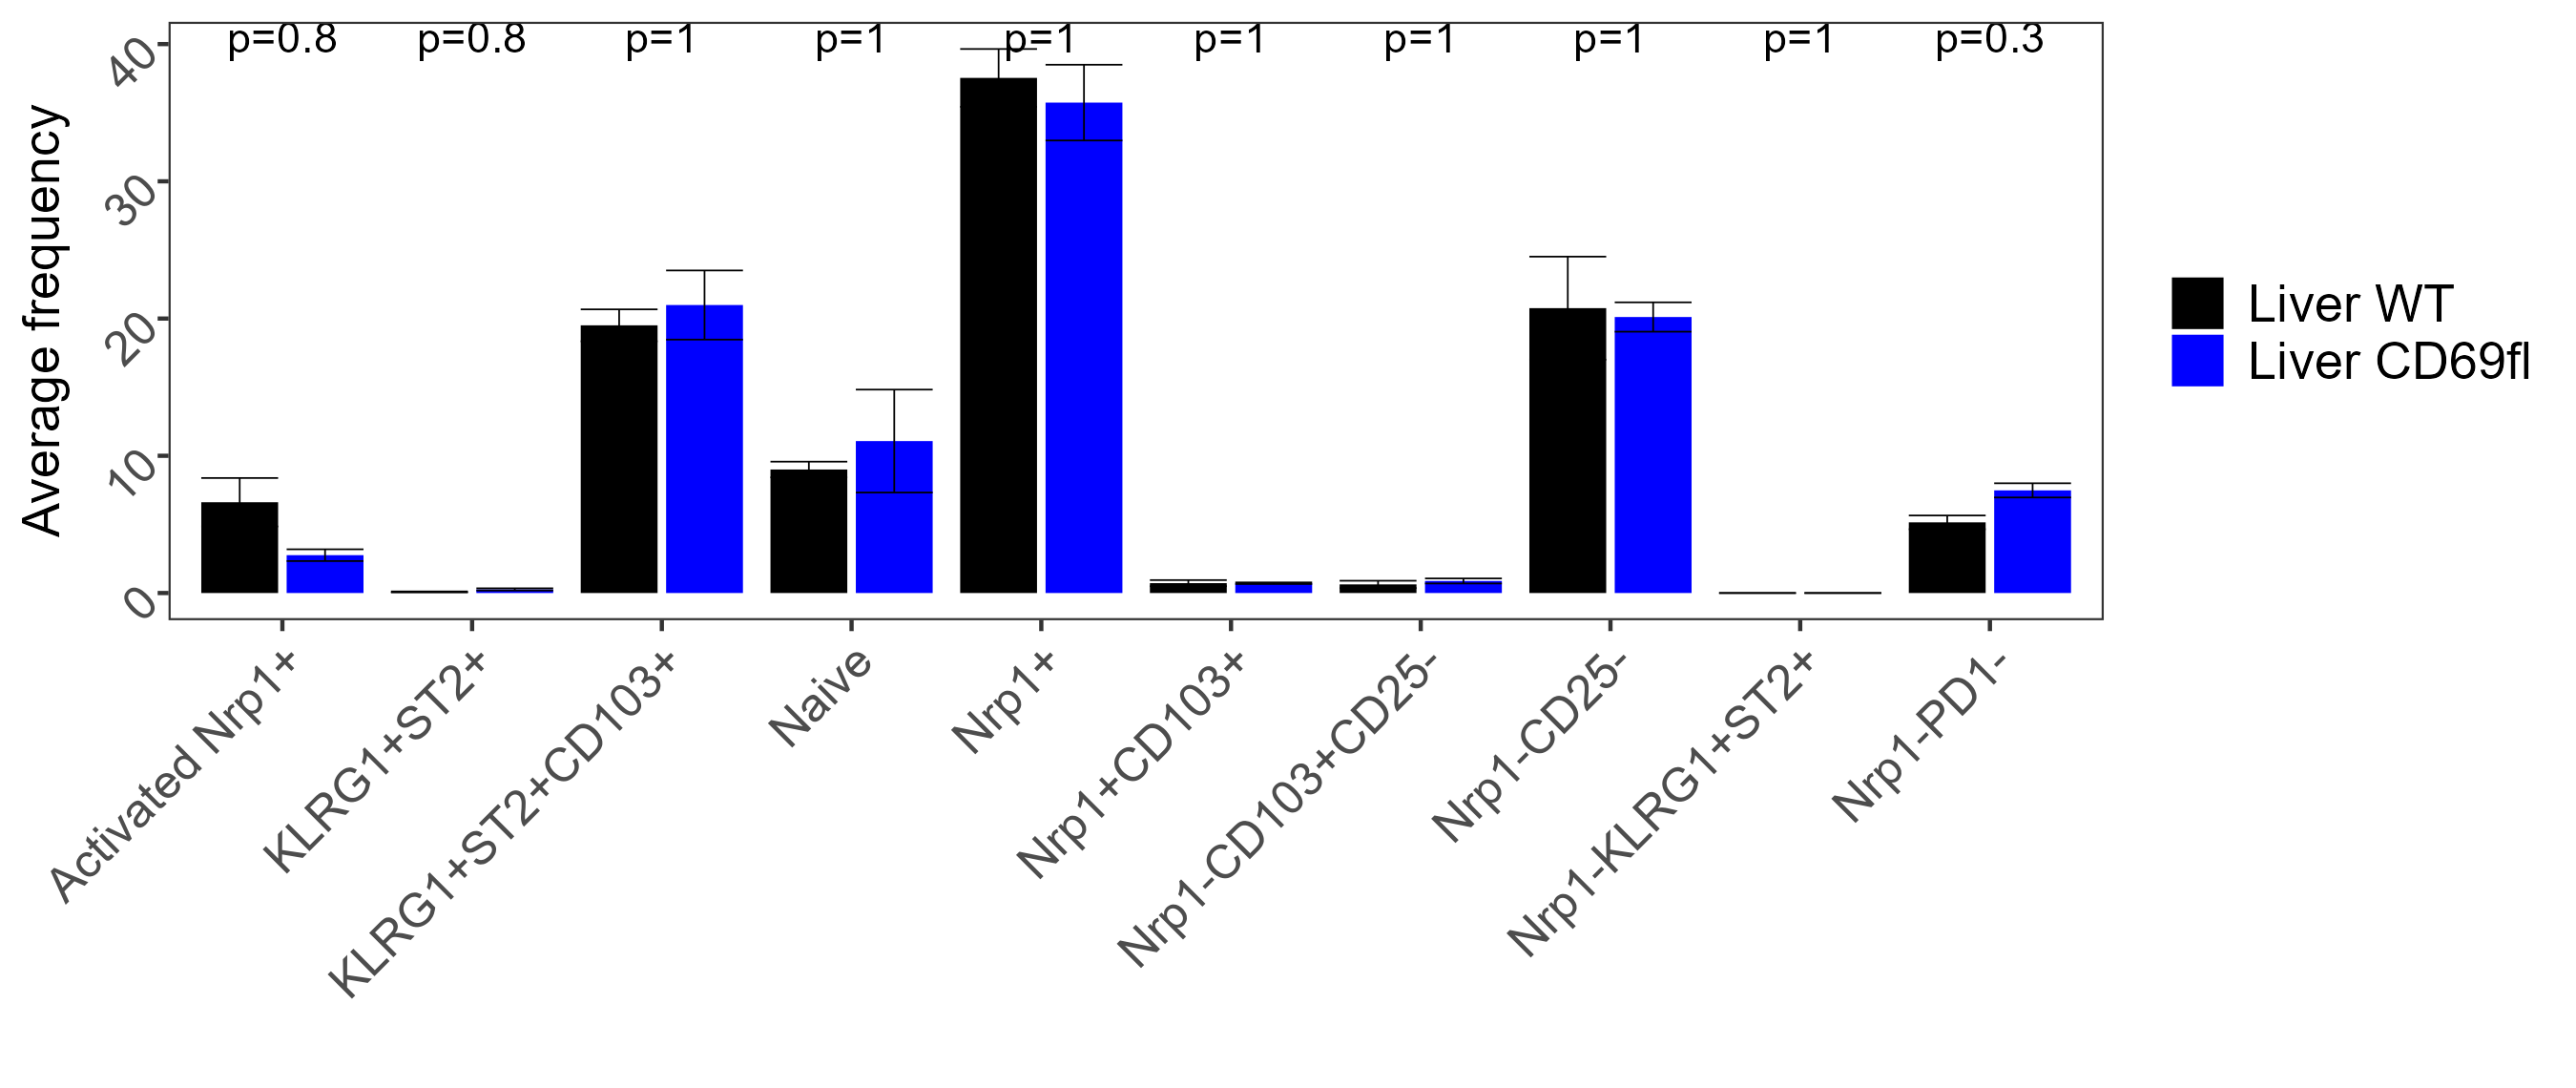 p=0.8 p=0.8 p=1 p=1 p=1 p=1 p=1 p=1 p=1 p=0.3
Average frequency
40
30
20
10
0
Activated Nrp1+
KLRG1+ST2+
KLRG1+ST2+CD103+
Naive
Nrp1+
Nrp1+CD103+
Nrp1-CD103+CD25-
Nrp1-CD25-
Nrp1-KLRG1+ST2+
Nrp1-PD1-
Liver WT
Liver CD69fl